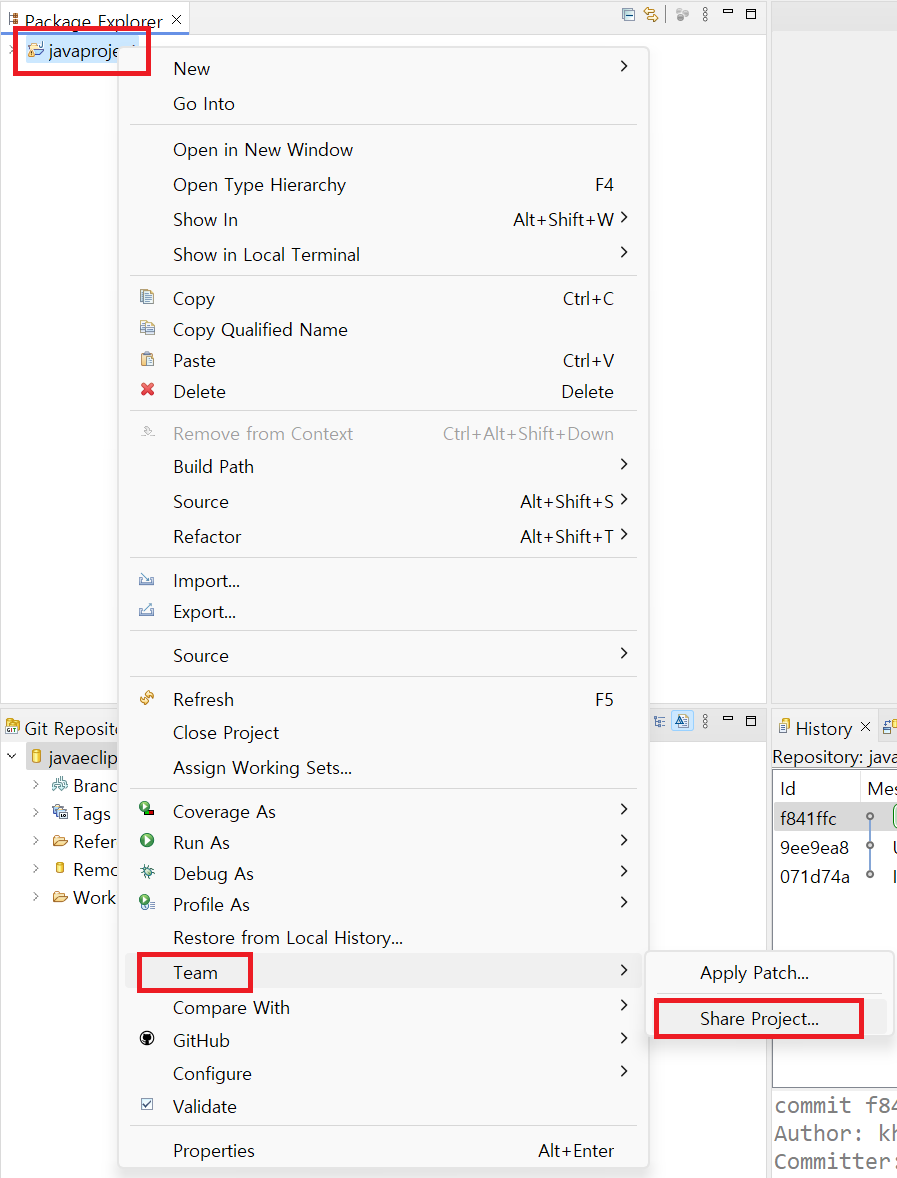 Package Explorer
javaproje
New
Go Into
Open in New Window
Open Type Hierarchy F4
Show In Alt+Shift+W
Show in Local Terminal
Copy Ctrl+C
Copy Qualified Name
Paste Ctrl+V
Delete Delete
Remove from Context Ctrl+Alt+Shift+Down
Build Path
Source Alt+Shift+S
Refactor Alt+Shift+T
Import...
Export...
Source
Refresh F5
Close Project
Assign Working Sets...
Coverage As
Run As
Debug As
Profile As
Restore from Local History...
Team
Compare With
GitHub
Configure
Validate
Properties Alt+Enter
Apply Patch...
Share Project...
Git Reposito
javaeclip
Branc
Tags
Refer
Remo
Work
History
Repository: java
Id Mes
f841ffc
9ee9ea8 U
071d74a I
commit f84
Author: kh
Committer: